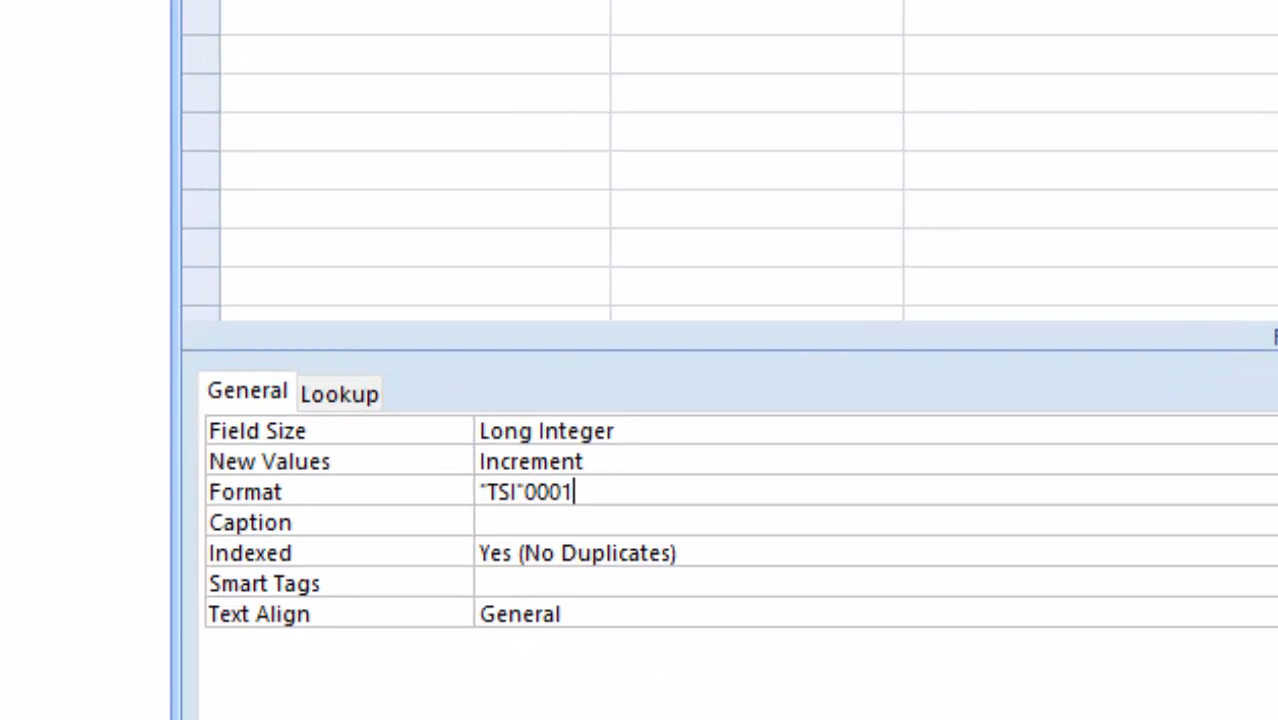 General Lookup
Field Size Long Integer
New Values Increment
Format "TSI"0001
Caption
Indexed Yes (No Duplicates)
Smart Tags
Text Align General